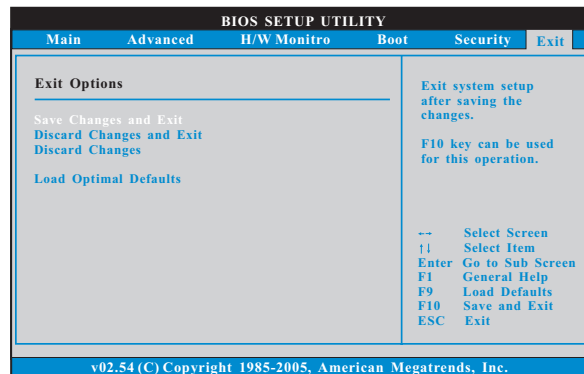 BIOS SETUP UTILITY
Main Advanced H/W Monitro Boot Security Exit
Exit Options
Save Changes and Exit
Discard Changes and Exit
Discard Changes
Load Optimal Defaults
Exit system setup
after saving the
changes.
F10 key can be used
for this operation.
←→ Select Screen
↑↓ Select Item
Enter Go to Sub Screen
F1 General Help
F9 Load Defaults
F10 Save and Exit
ESC Exit
v02.54 (C) Copyright 1985-2005, American Megatrends, Inc.